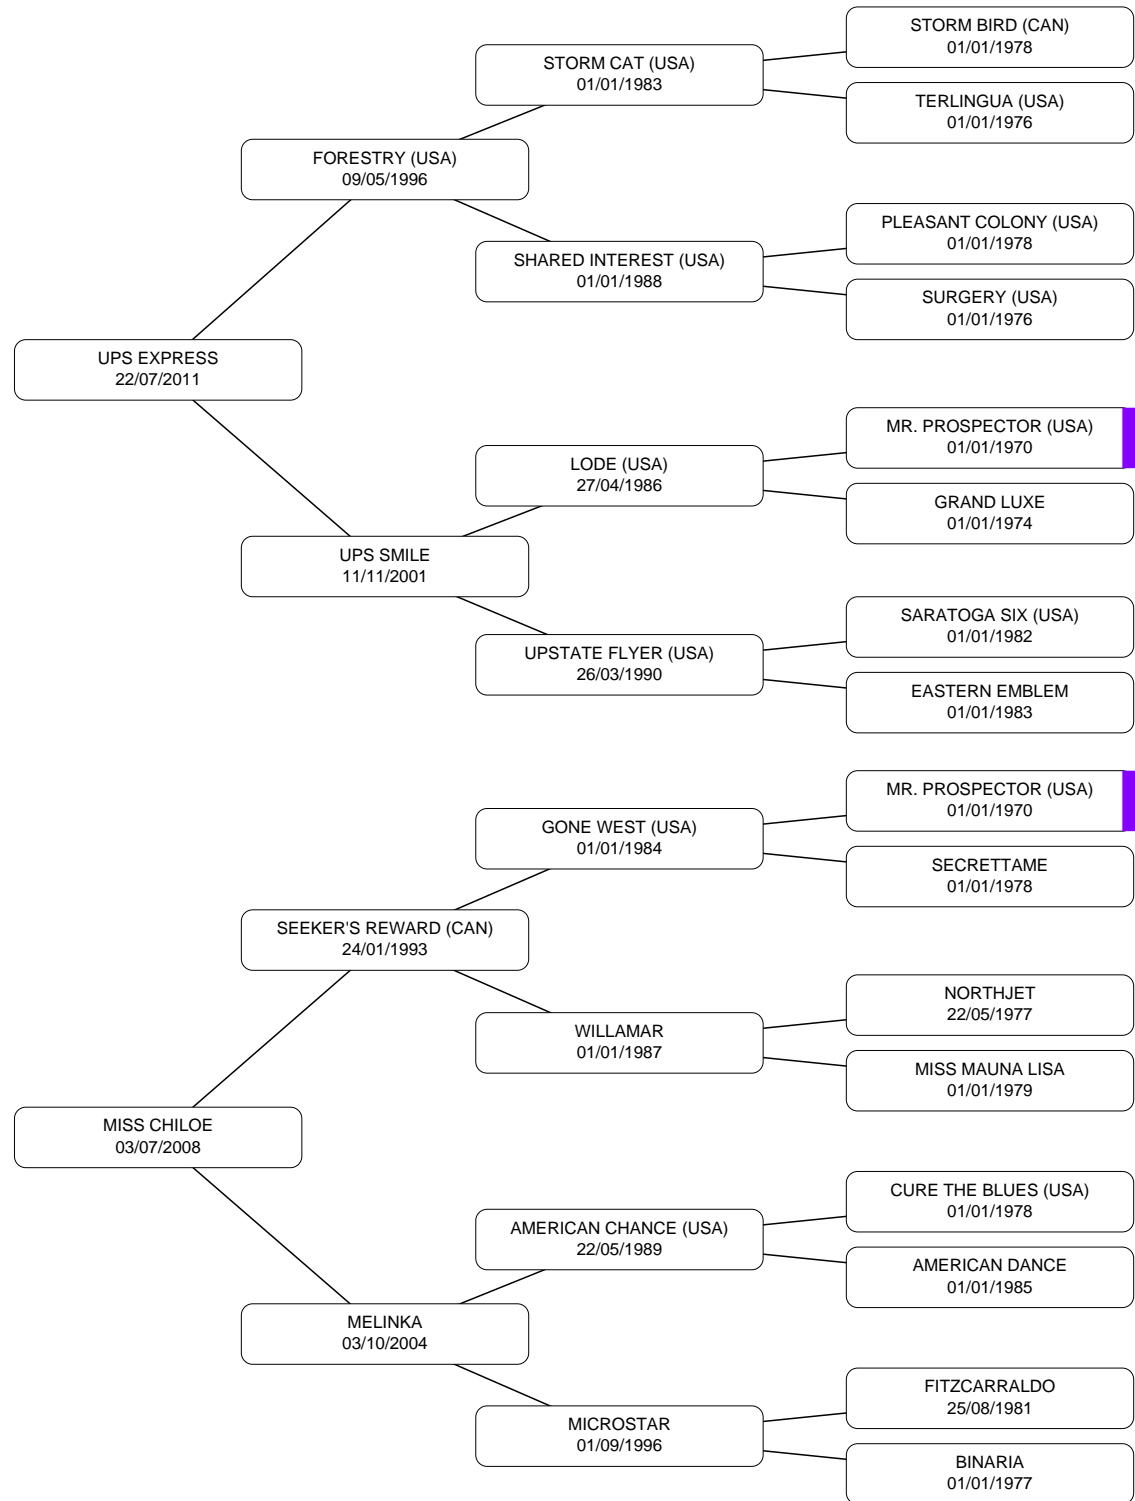 STORM BIRD (CAN)
01/01/1978
STORM CAT (USA)
01/01/1983
TERLINGUA (USA)
01/01/1976
FORESTRY (USA)
09/05/1996
PLEASANT COLONY (USA)
01/01/1978
SHARED INTEREST (USA)
01/01/1988
SURGERY (USA)
01/01/1976
UPS EXPRESS
22/07/2011
MR. PROSPECTOR (USA)
01/01/1970
LODE (USA)
27/04/1986
GRAND LUXE
01/01/1974
UPS SMILE
11/11/2001
SARATOGA SIX (USA)
01/01/1982
UPSTATE FLYER (USA)
26/03/1990
EASTERN EMBLEM
01/01/1983
MR. PROSPECTOR (USA)
01/01/1970
GONE WEST (USA)
01/01/1984
SECRETTAME
01/01/1978
SEEKER'S REWARD (CAN)
24/01/1993
NORTHJET
22/05/1977
WILLAMAR
01/01/1987
MISS MAUNA LISA
01/01/1979
MISS CHILOE
03/07/2008
CURE THE BLUES (USA)
01/01/1978
AMERICAN CHANCE (USA)
22/05/1989
AMERICAN DANCE
01/01/1985
MELINKA
03/10/2004
FITZCARRALDO
25/08/1981
MICROSTAR
01/09/1996
BINARIA
01/01/1977